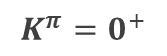 K^π = 0^+